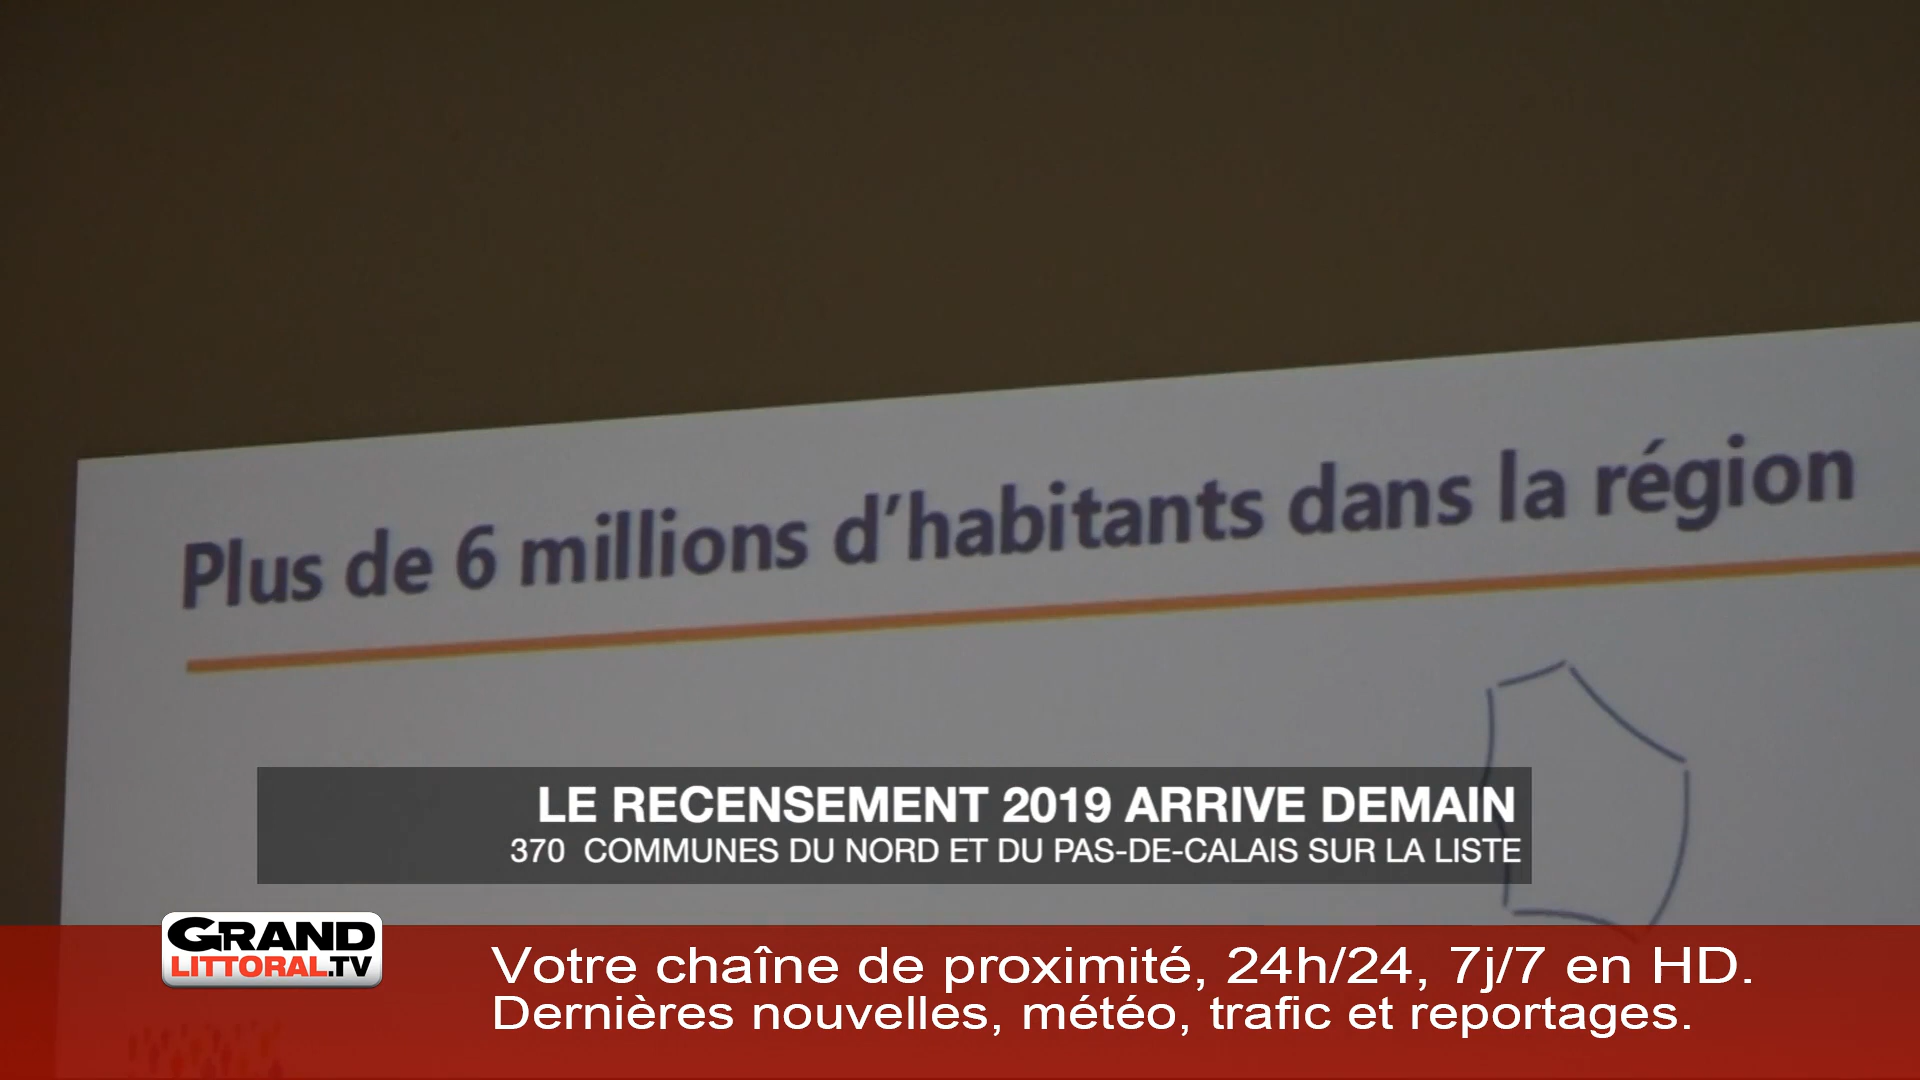 Plus de 6 millions d'habitants dans la région
LE RECENSEMENT 2019 ARRIVE DEMAIN
370 COMMUNES DU NORD ET DU PAS-DE-CALAIS SUR LA LISTE
GRAND
LITTORAL.TV
Votre chaîne de proximité, 24h/24, 7j/7 en HD.
Dernières nouvelles, météo, trafic et reportages.